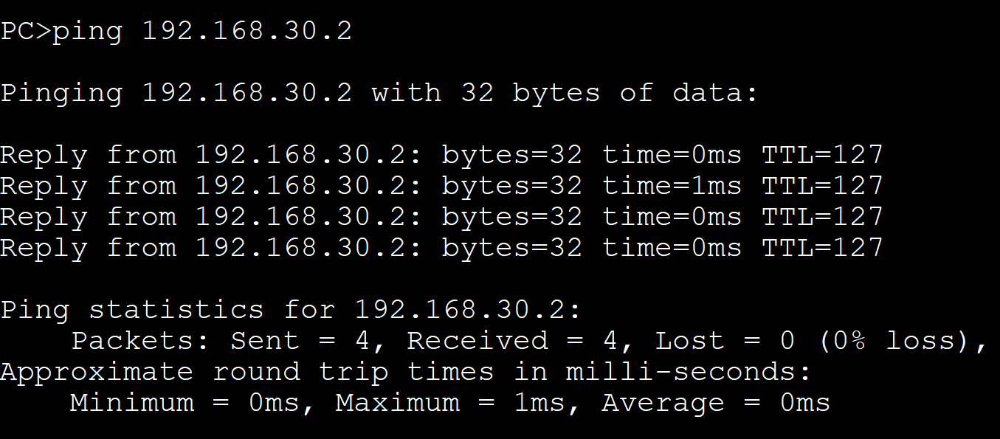 PC>ping 192.168.30.2
Pinging 192.168.30.2 with 32 bytes of data:
Reply from 192.168.30.2: bytes=32 time=0ms TTL=127
Reply from 192.168.30.2: bytes=32 time=1ms TTL=127
Reply from 192.168.30.2: bytes=32 time=0ms TTL=127
Reply from 192.168.30.2: bytes=32 time=0ms TTL=127
Ping statistics for 192.168.30.2:
    Packets: Sent = 4, Received = 4, Lost = 0 (0% loss),
Approximate round trip times in milli-seconds:
    Minimum = 0ms, Maximum = 1ms, Average = 0ms